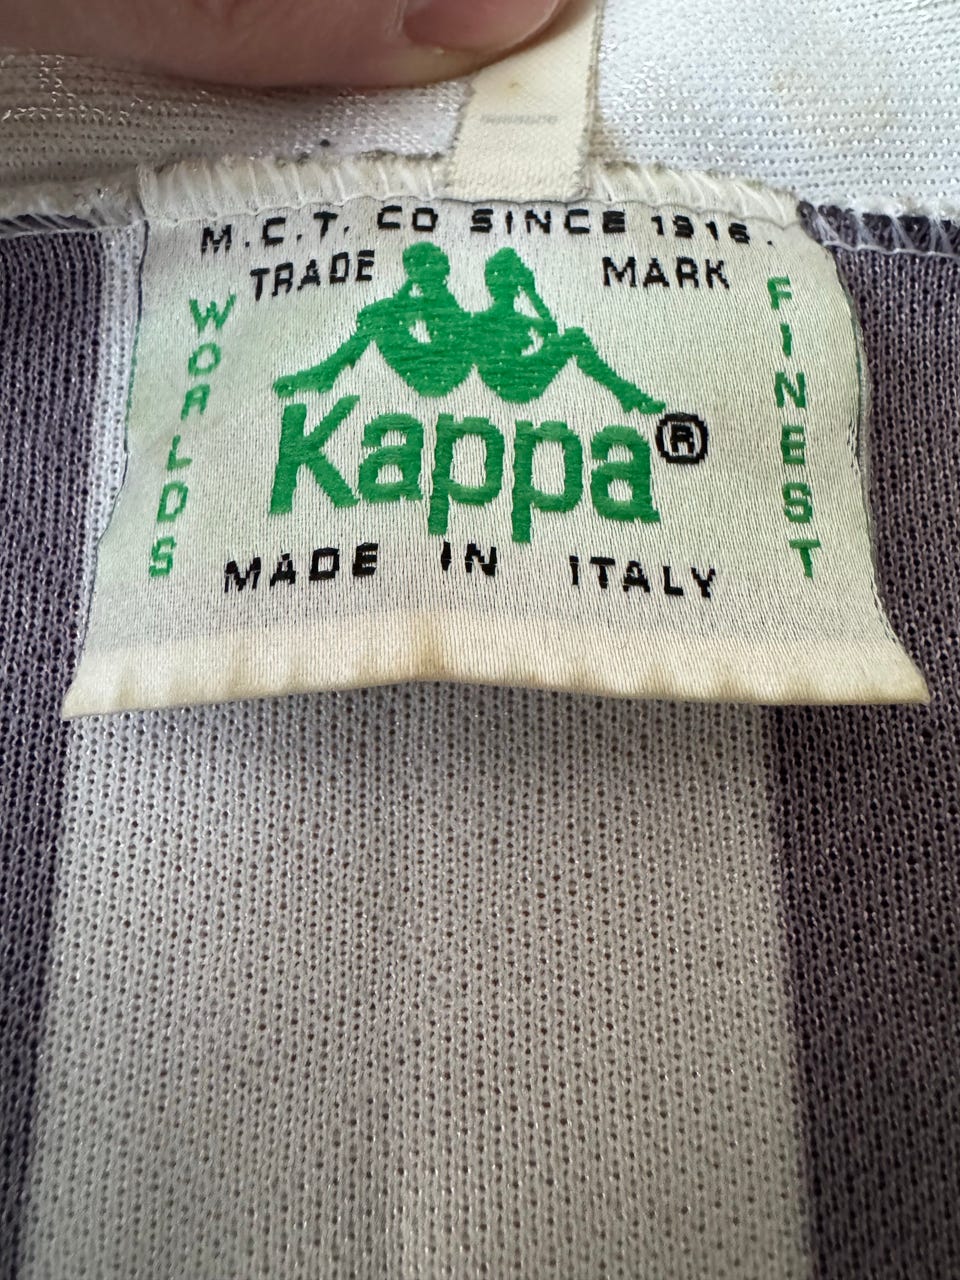 M.C.T. CO SINCE 1916.
TRADE MARK
WORLDS
FINEST
Kappa®
MADE IN ITALY